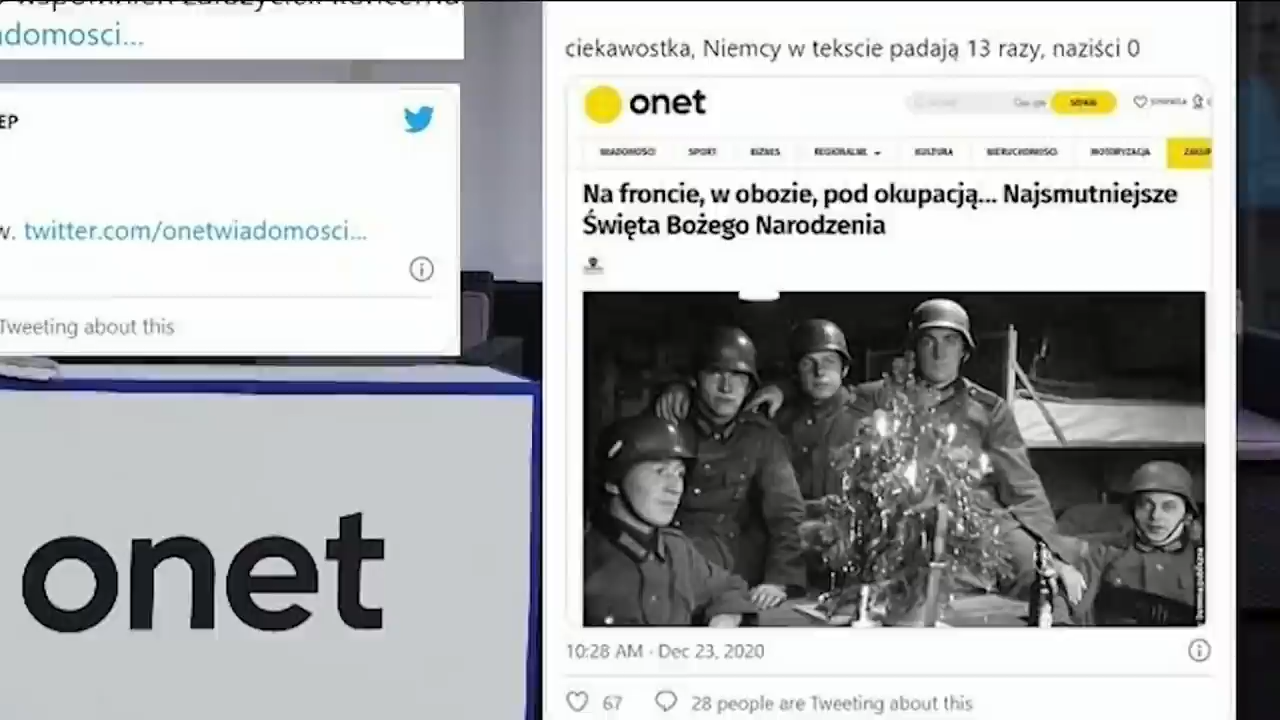 adomosci...
EP
w. twitter.com/onetwiadomosci...
Tweeting about this
onet
ciekawostka, Niemcy w tekscie padają 13 razy, naziści 0
onet
WIADOMOŚCI SPORT BIZNES REGIONALNE KULTURA NIERUCHOMOŚCI MOTORYZACJA
Na froncie, w obozie, pod okupacją... Najsmutniejsze
Święta Bożego Narodzenia
10:28 AM · Dec 23, 2020
67 28 people are Tweeting about this